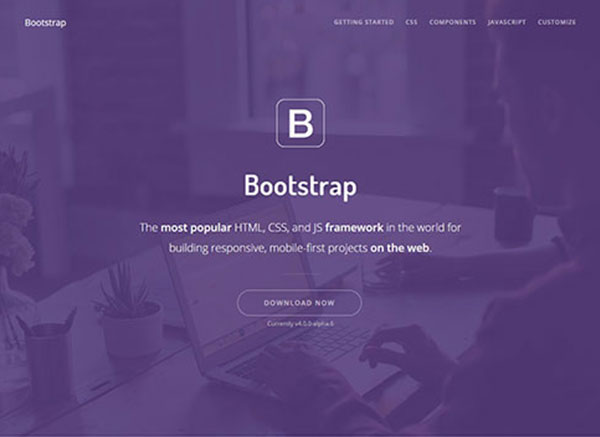 Bootstrap
GETTING STARTED CSS COMPONENTS JAVASCRIPT CUSTOMIZE
B
Bootstrap
The most popular HTML, CSS, and JS framework in the world for
building responsive, mobile-first projects on the web.
DOWNLOAD NOW
Currently v4.0.0-alpha.6